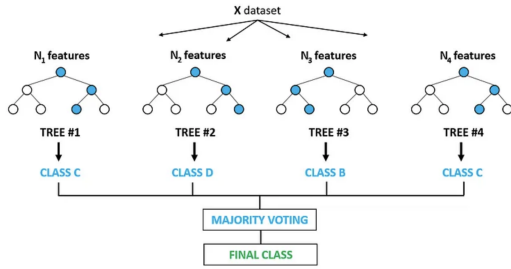 X dataset
N₁ features N₂ features N₃ features N₄ features
TREE #1 TREE #2 TREE #3 TREE #4
CLASS C CLASS D CLASS B CLASS C
MAJORITY VOTING
FINAL CLASS